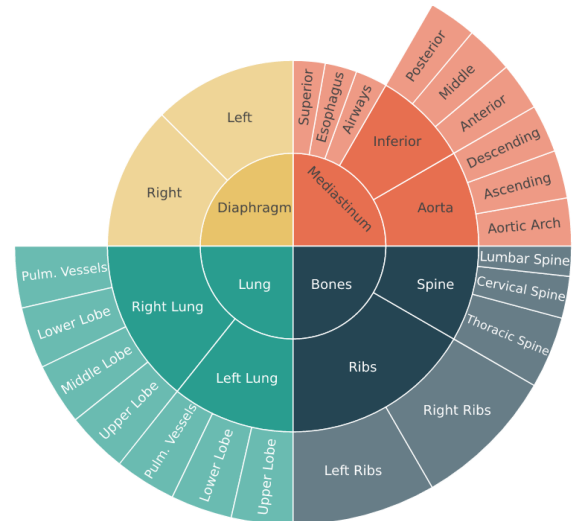 Posterior
Middle
Anterior
Descending
Ascending
Aortic Arch
Superior
Esophagus
Airways
Inferior
Aorta
Mediastinum
Left
Right
Diaphragm
Lung
Bones
Spine
Lumbar Spine
Cervical Spine
Thoracic Spine
Ribs
Right Ribs
Left Ribs
Right Lung
Left Lung
Pulm. Vessels
Lower Lobe
Middle Lobe
Upper Lobe
Pulm. Vessels
Lower Lobe
Upper Lobe